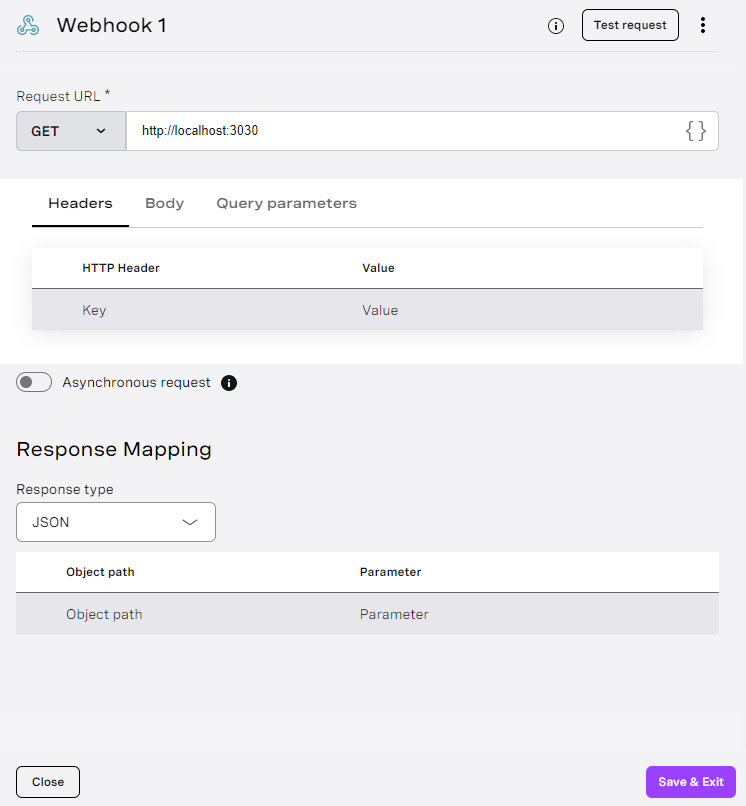 Webhook 1
Test request
Request URL *
GET
http://localhost:3030
{ }
Headers Body Query parameters
HTTP Header Value
Key Value
Asynchronous request
Response Mapping
Response type
JSON
Object path Parameter
Object path Parameter
Close Save & Exit